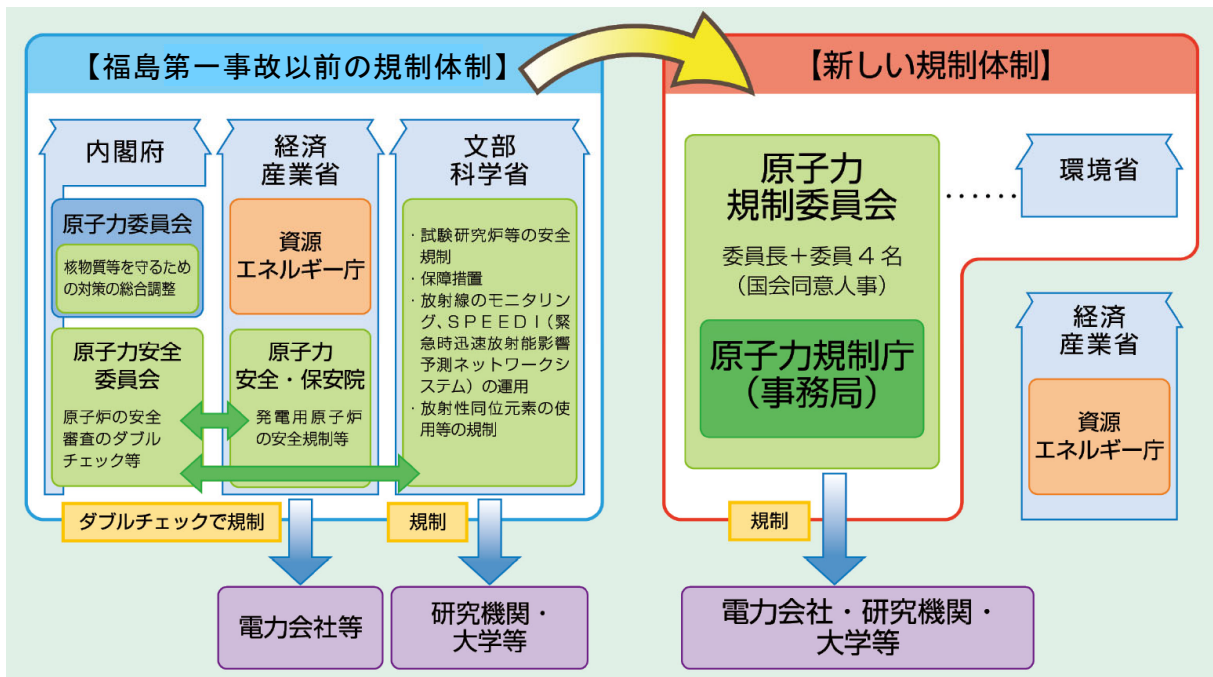 【福島第一事故以前の規制体制】
内閣府
原子力委員会
核物質等を守るため
の対策の総合調整
原子力安全
委員会
原子炉の安全
審査のダブル
チェック等
経済
産業省
資源
エネルギー庁
原子力
安全・保安院
発電用原子炉
の安全規制等
文部
科学省
・試験研究炉等の安全
規制
・保障措置
・放射線のモニタリン
グ、ＳＰＥＥＤＩ（緊
急時迅速放射能影響
予測ネットワークシ
ステム）の運用
・放射性同位元素の使
用等の規制
ダブルチェックで規制
規制
電力会社等
研究機関・
大学等
【新しい規制体制】
原子力
規制委員会
委員長＋委員４名
（国会同意人事）
原子力規制庁
（事務局）
環境省
経済
産業省
資源
エネルギー庁
規制
電力会社・研究機関・
大学等